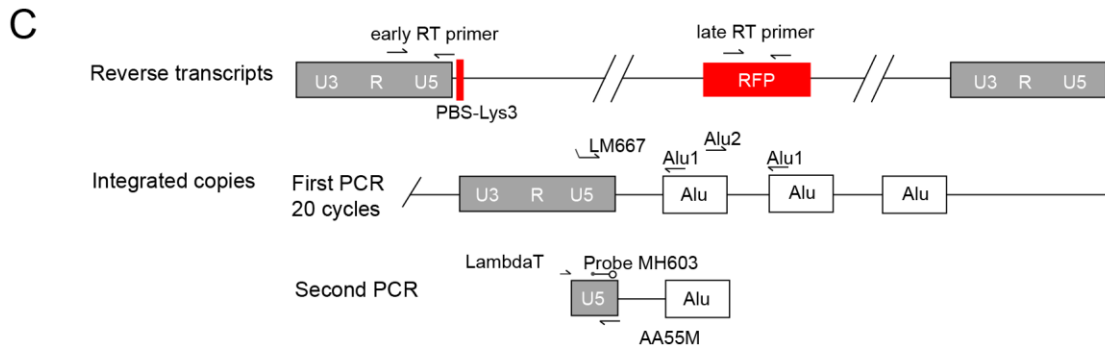 C
early RT primer
late RT primer
Reverse transcripts
U3 R U5
RFP
U3 R U5
PBS-Lys3
LM667
Alu2
Alu1
Alu1
Integrated copies
First PCR
20 cycles
U3 R U5
Alu
Alu
Alu
LambdaT
Probe MH603
Second PCR
U5
Alu
AA55M